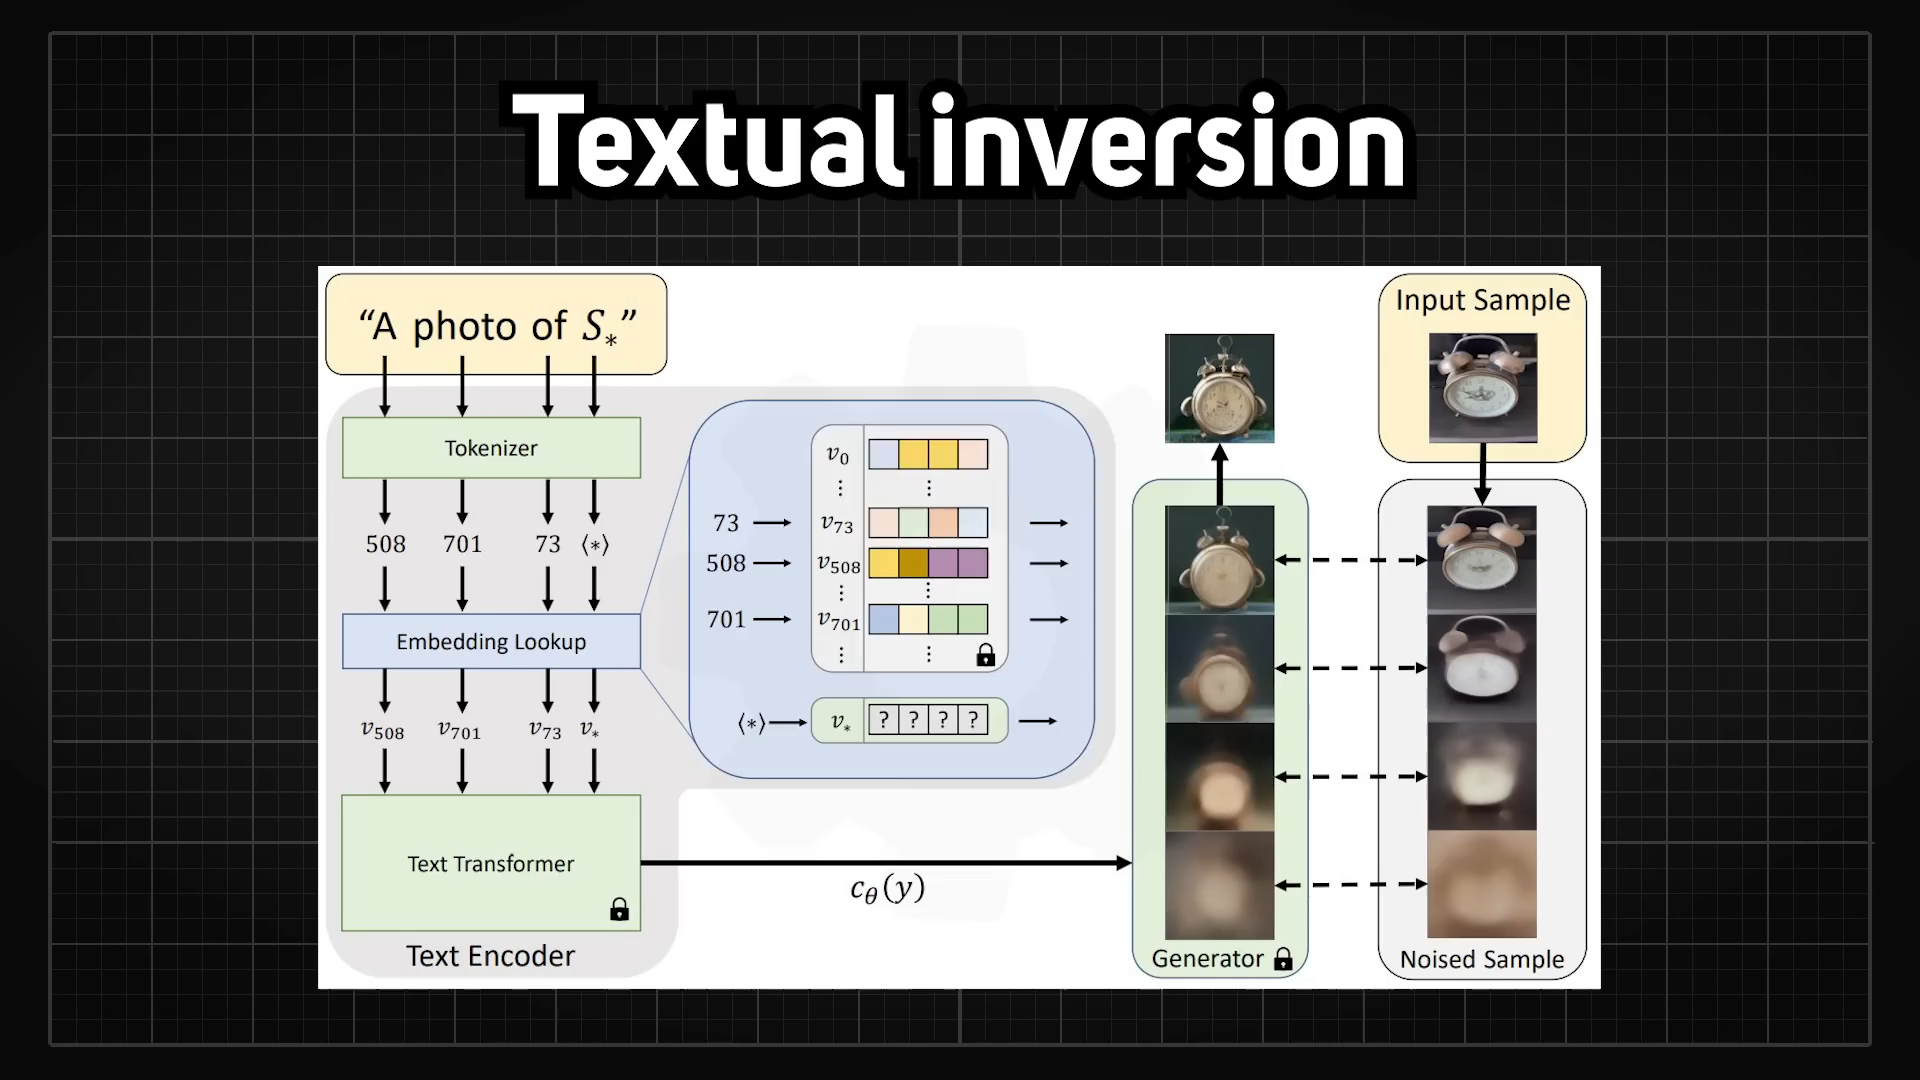 Textual inversion
“A photo of S*”
Tokenizer
508 701 73 ⟨*⟩
Embedding Lookup
v508 v701 v73 v*
Text Transformer
Text Encoder
v0
⋮ ⋮
73 v73
508 v508
⋮ ⋮
701 v701
⋮ ⋮
⟨*⟩ v* ? ? ? ?
cθ(y)
Generator
Input Sample
Noised Sample